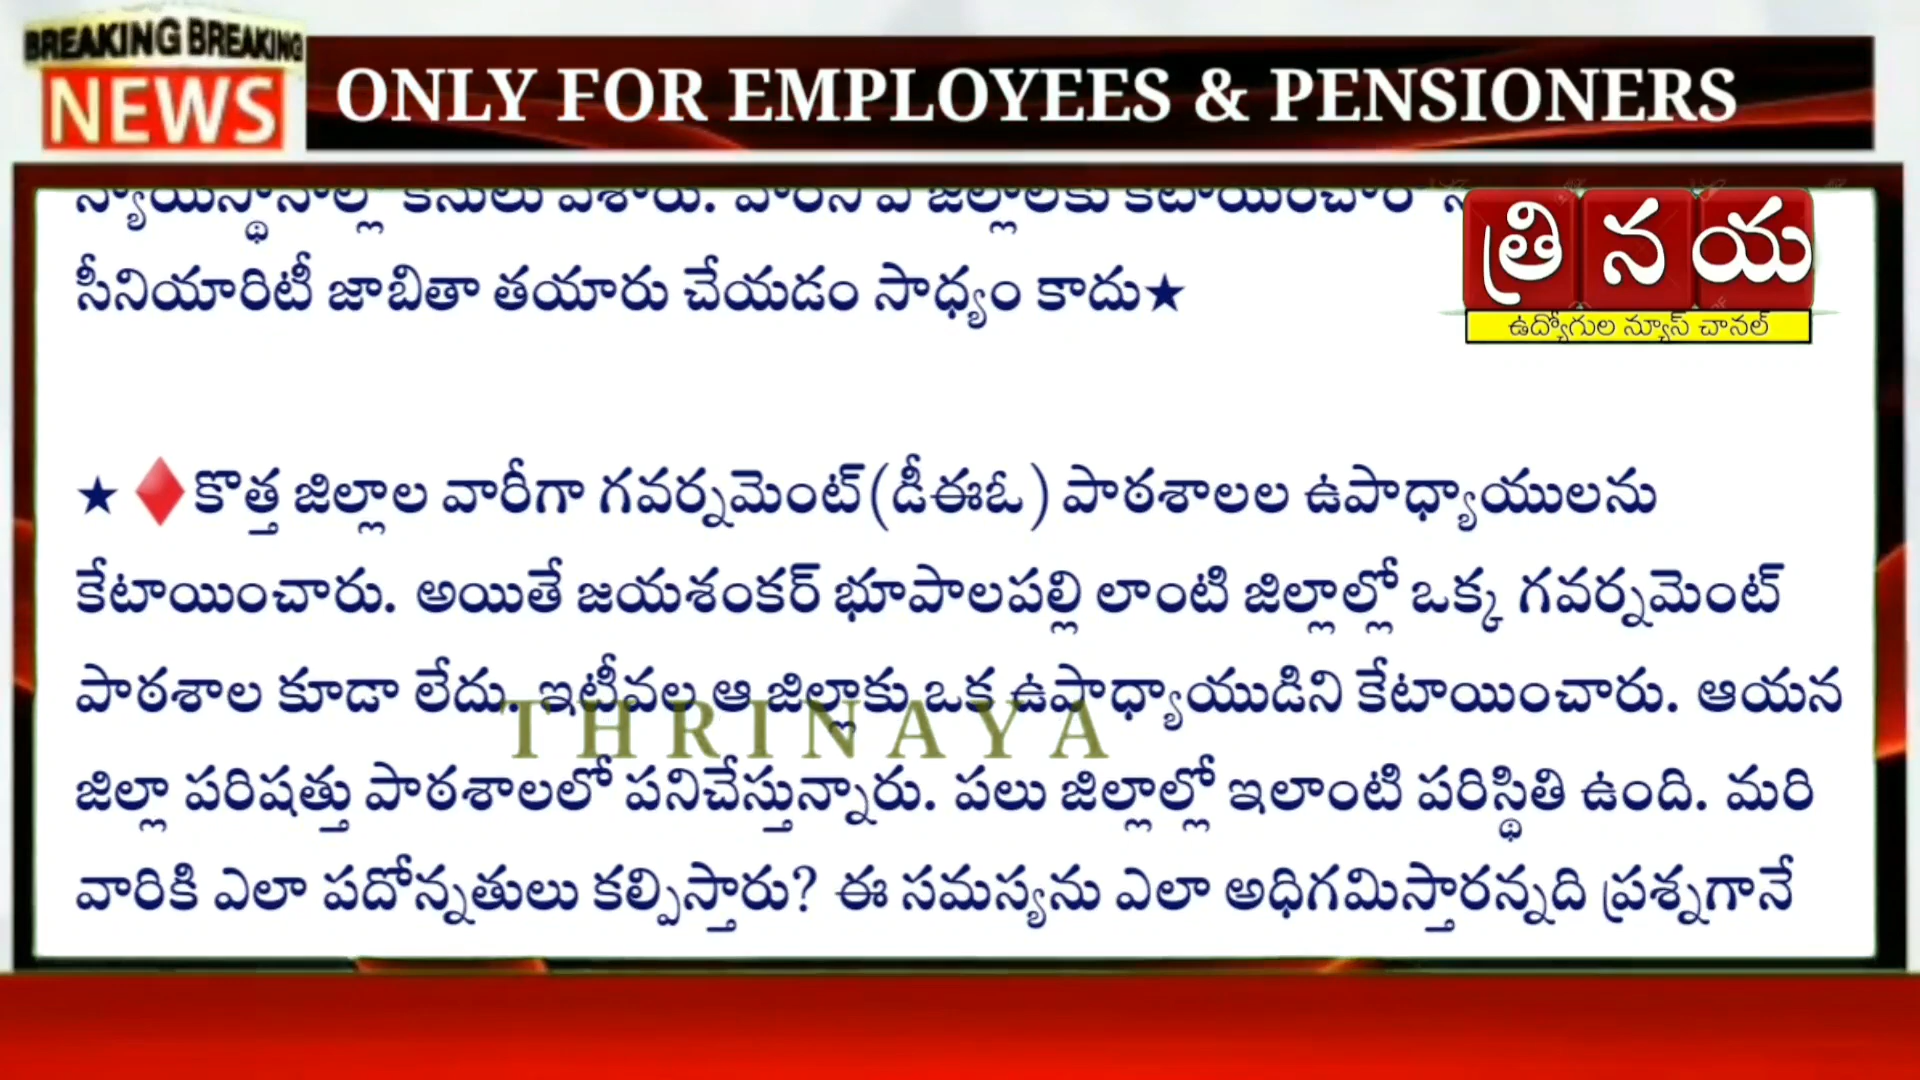 BREAKING BREAKING
NEWS
ONLY FOR EMPLOYEES & PENSIONERS
న్యాయస్థానాల్లో కేసులు వేశారు. వారిని ఏ జిల్లాలకు కేటాయించారో
త్రినయ
ఉద్యోగుల న్యూస్ చానల్
సీనియారిటీ జాబితా తయారు చేయడం సాధ్యం కాదు★
★ ♦కొత్త జిల్లాల వారీగా గవర్నమెంట్(డీఈఓ) పాఠశాలల ఉపాధ్యాయులను
కేటాయించారు. అయితే జయశంకర్ భూపాలపల్లి లాంటి జిల్లాల్లో ఒక్క గవర్నమెంట్
పాఠశాల కూడా లేదు. ఇటీవల ఆ జిల్లాకు ఒక ఉపాధ్యాయుడిని కేటాయించారు. ఆయన
THRINAYA
జిల్లా పరిషత్తు పాఠశాలలో పనిచేస్తున్నారు. పలు జిల్లాల్లో ఇలాంటి పరిస్థితి ఉంది. మరి
వారికి ఎలా పదోన్నతులు కల్పిస్తారు? ఈ సమస్యను ఎలా అధిగమిస్తారన్నది ప్రశ్నగానే